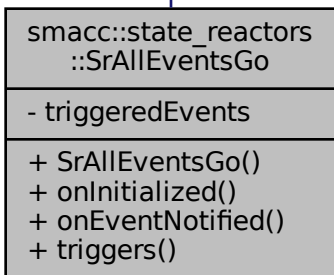 smacc::state_reactors
::SrAllEventsGo
- triggeredEvents
+ SrAllEventsGo()
+ onInitialized()
+ onEventNotified()
+ triggers()